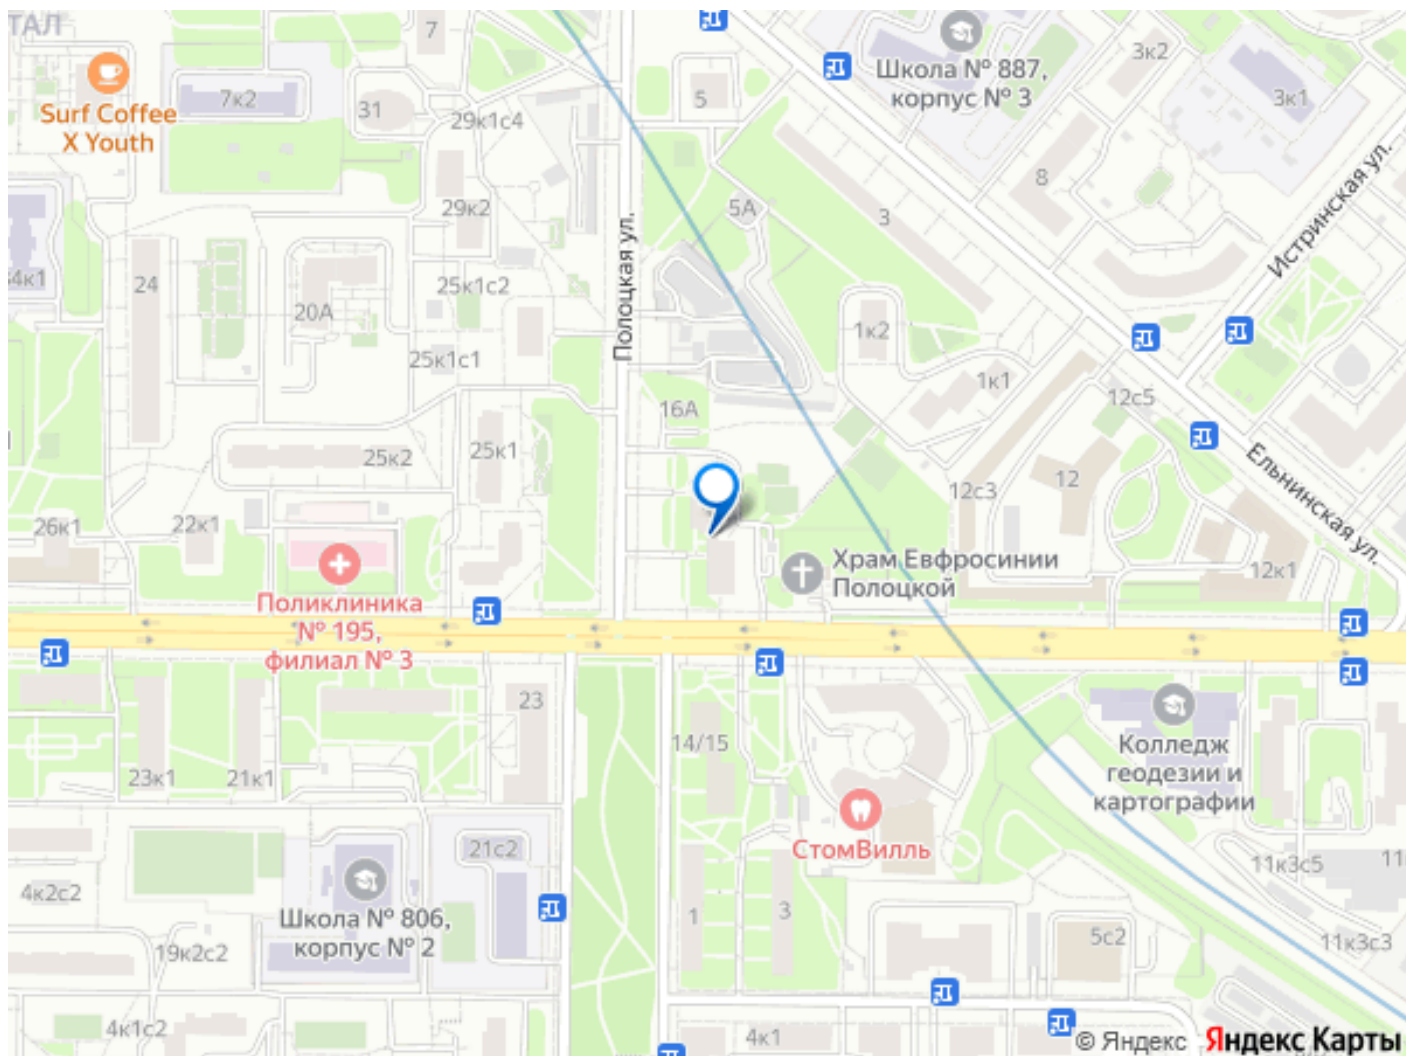 ТАЛ
7
5
Школа № 887,
корпус № 3
3к2
3к1
Surf Coffee
X Youth
7к2
31
29к1с4
8
Истринская ул.
29к2
5А
3
Полоцкая ул.
24
20А
25к1с2
1к2
25к1с1
1к1
12с5
16А
25к2
25к1
12с3
12
Ельнинская ул.
26к1
22к1
Храм Евфросинии
Полоцкой
12к1
Поликлиника
№ 195,
филиал № 3
23
14/15
23к1
21к1
Колледж
геодезии и
картографии
СтомВилль
21с2
11к3с5
11
4к2с2
Школа № 806,
корпус № 2
1
3
5с2
19к2с2
11к3с3
4к1с2
4к1
© Яндекс Яндекс Карты